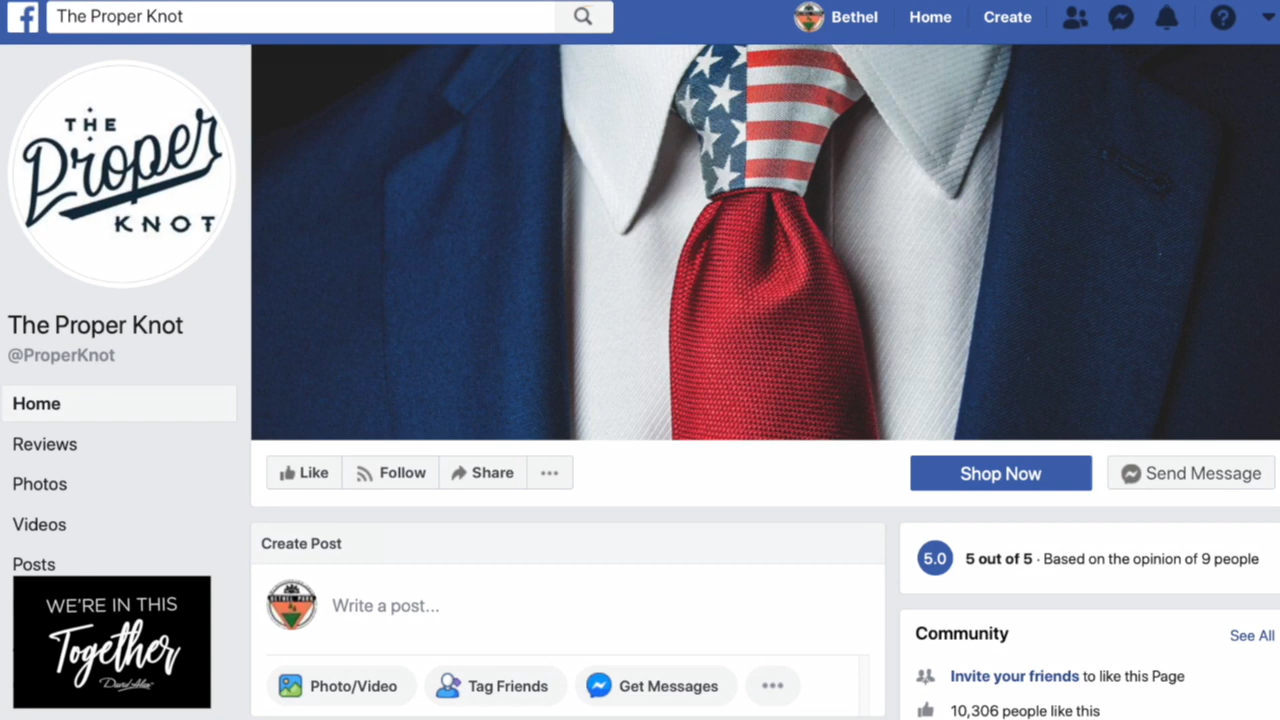 The Proper Knot
Bethel
Home
Create
THE
Proper
KNOT
The Proper Knot
@ProperKnot
Home
Reviews
Photos
Videos
Posts
WE'RE IN THIS
Together
Like
Follow
Share
Shop Now
Send Message
Create Post
Write a post...
Photo/Video
Tag Friends
Get Messages
5.0
5 out of 5 · Based on the opinion of 9 people
Community
See All
Invite your friends to like this Page
10,306 people like this